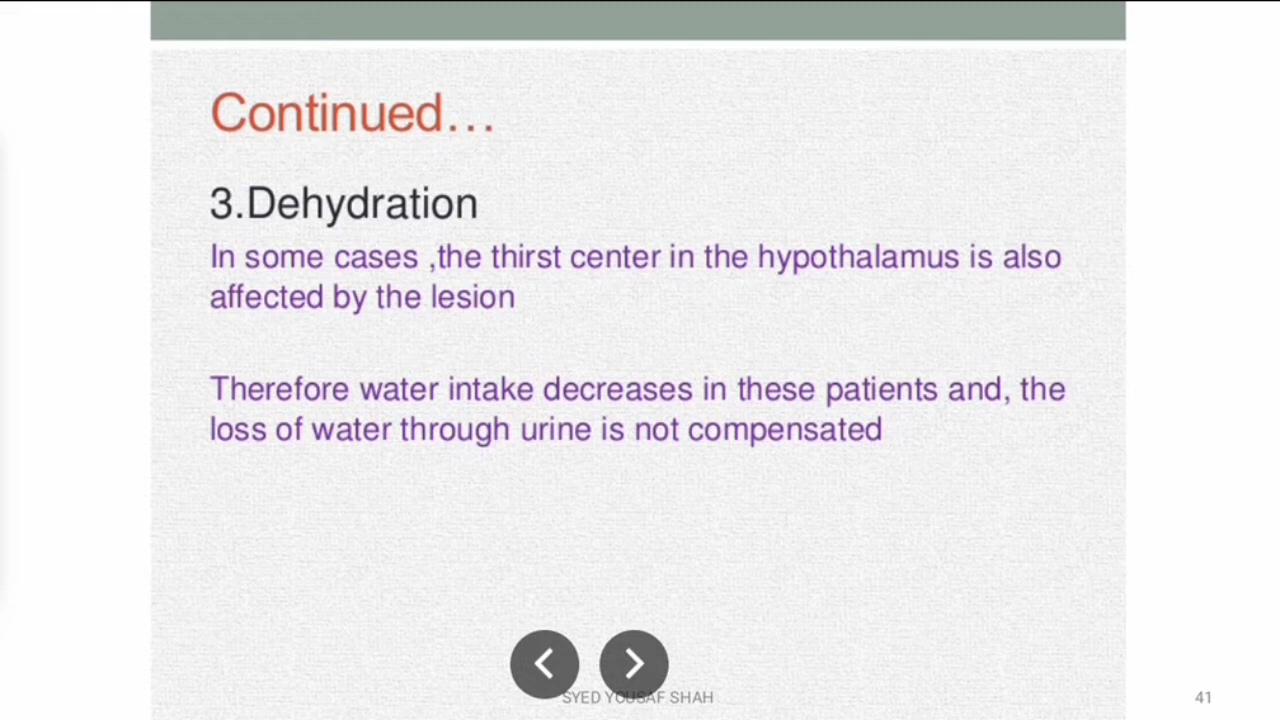 Continued…
3.Dehydration
In some cases ,the thirst center in the hypothalamus is also
affected by the lesion
Therefore water intake decreases in these patients and, the
loss of water through urine is not compensated
SYED YOUSAF SHAH
41